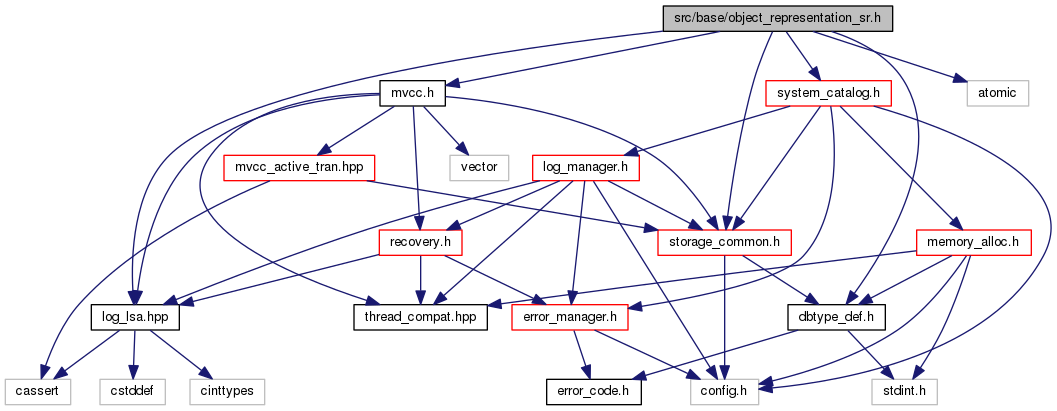 src/base/object_representation_sr.h
mvcc.h
system_catalog.h
atomic
mvcc_active_tran.hpp
vector
log_manager.h
recovery.h
storage_common.h
memory_alloc.h
log_lsa.hpp
thread_compat.hpp
error_manager.h
dbtype_def.h
cassert
cstddef
cinttypes
error_code.h
config.h
stdint.h